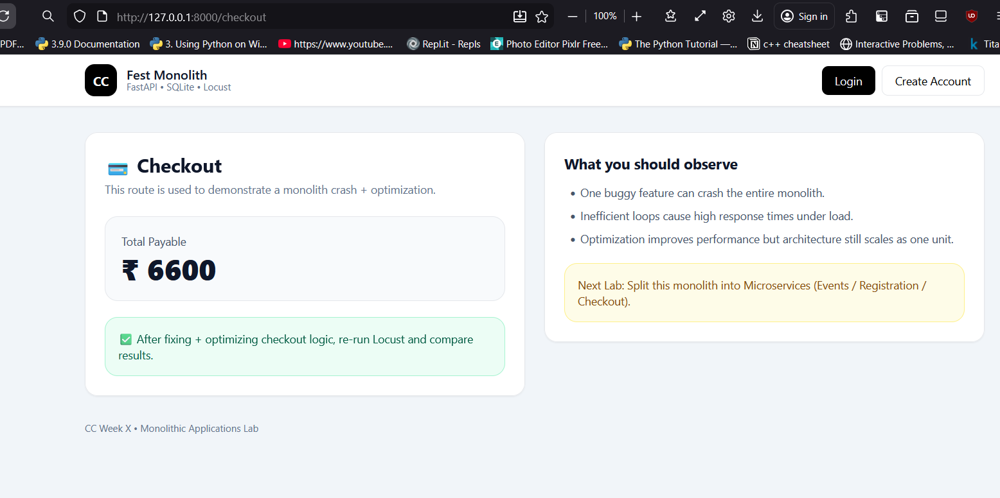 http://127.0.0.1:8000/checkout
100%
Sign in
PDF...
3.9.0 Documentation
3. Using Python on Wi...
https://www.youtube....
Repl.it - Repls
Photo Editor Pixlr Free...
The Python Tutorial —...
c++ cheatsheet
Interactive Problems, ...
Tita
CC
Fest Monolith
FastAPI • SQLite • Locust
Login
Create Account
Checkout
This route is used to demonstrate a monolith crash + optimization.
Total Payable
₹ 6600
✅ After fixing + optimizing checkout logic, re-run Locust and compare
results.
What you should observe
• One buggy feature can crash the entire monolith.
• Inefficient loops cause high response times under load.
• Optimization improves performance but architecture still scales as one unit.
Next Lab: Split this monolith into Microservices (Events / Registration /
Checkout).
CC Week X • Monolithic Applications Lab